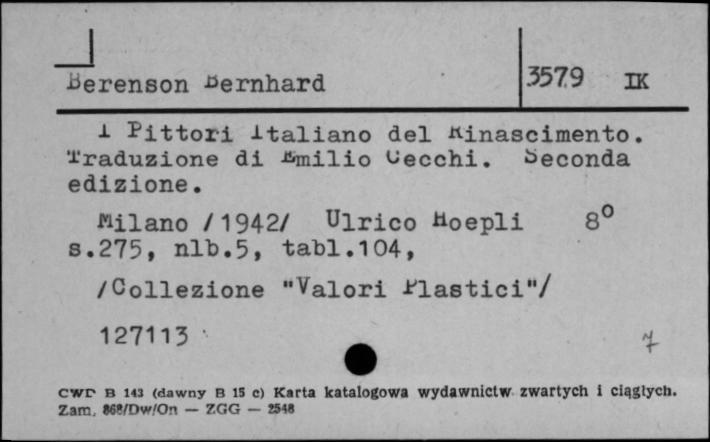 Berenson Bernhard 3579 IK
I Pittori Italiano del Rinascimento.
Traduzione di Emilio Cecchi. Seconda
edizione.
Milano /1942/ Ulrico Hoepli 8°
s.275, nlb.5, tabl.104,
/Collezione "Valori Plastici"/
127113 7
CWD B 143 (dawny B 15 c) Karta katalogowa wydawnictw zwartych i ciągłych.
Zam. 868/Dw/On — ZGG — 2548